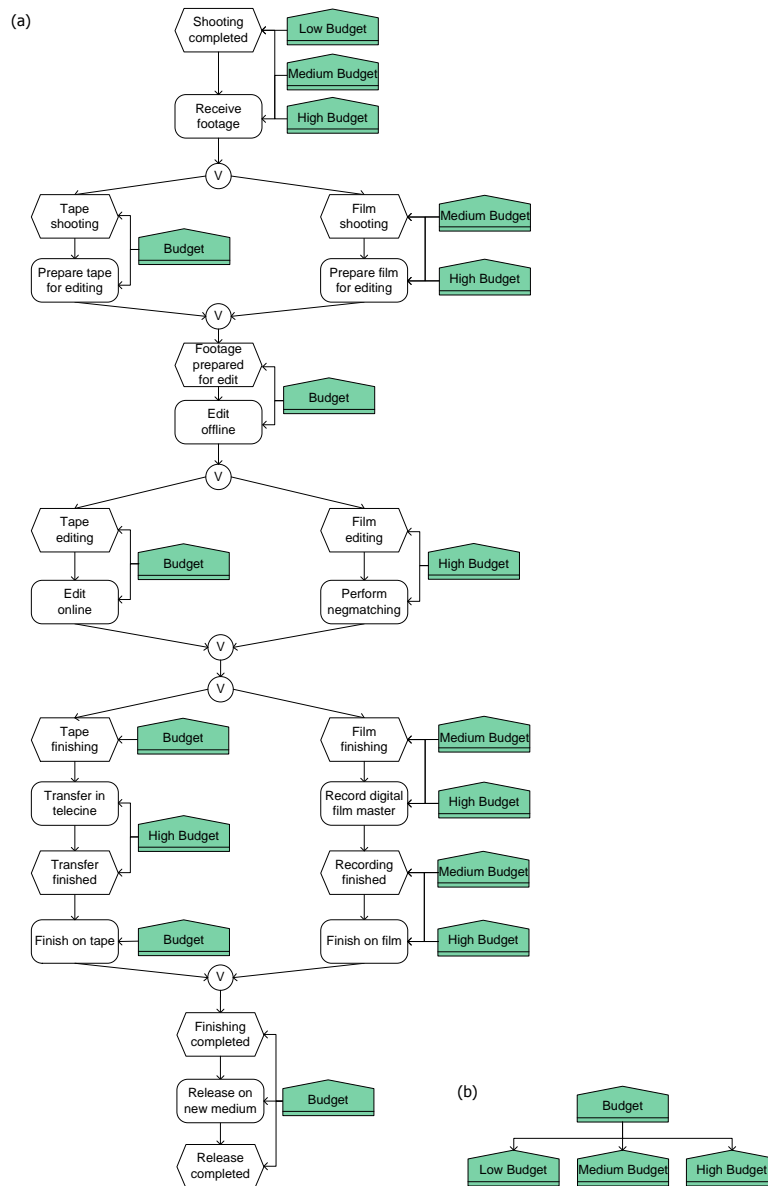 (a)
Shooting
completed
Low Budget
Medium Budget
Receive
footage
High Budget
V
Tape
shooting
Film
shooting
Medium Budget
Budget
Prepare tape
for editing
Prepare film
for editing
High Budget
V
Footage
prepared
for edit
Budget
Edit
offline
V
Tape
editing
Film
editing
Budget
High Budget
Edit
online
Perform
negmatching
V
V
Tape
finishing
Budget
Film
finishing
Medium Budget
Transfer in
telecine
Record digital
film master
High Budget
High Budget
Transfer
finished
Recording
finished
Medium Budget
Finish on tape
Budget
Finish on film
High Budget
V
Finishing
completed
Release on
new medium
Budget
Release
completed
(b)
Budget
Low Budget
Medium Budget
High Budget